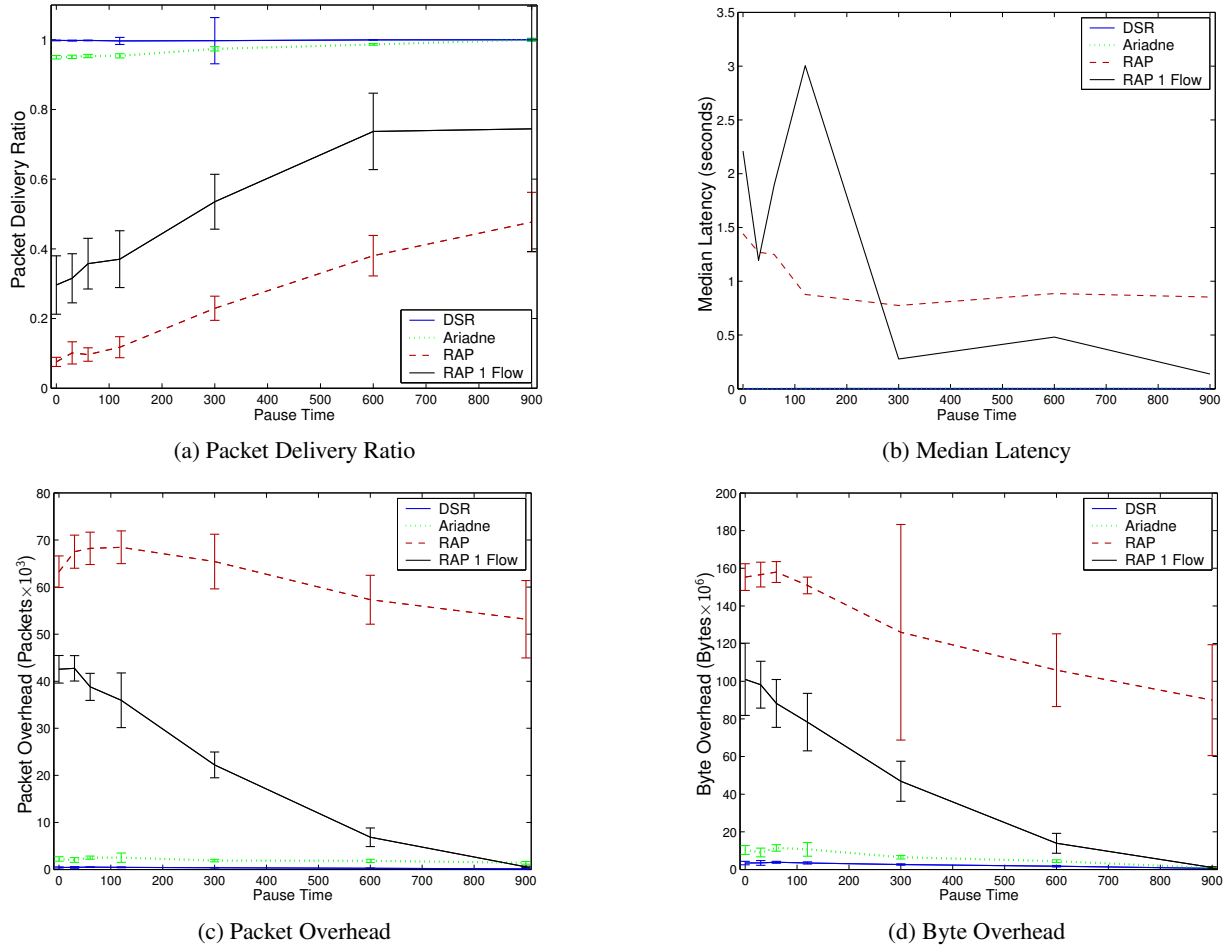 Packet Delivery Ratio
1
0.8
0.6
0.4
0.2
0
0 100 200 300 400 500 600 700 800 900
Pause Time
DSR
Ariadne
RAP
RAP 1 Flow
(a) Packet Delivery Ratio
Median Latency (seconds)
3.5
3
2.5
2
1.5
1
0.5
0
0 100 200 300 400 500 600 700 800 900
Pause Time
DSR
Ariadne
RAP
RAP 1 Flow
(b) Median Latency
Packet Overhead (Packets×10³)
80
70
60
50
40
30
20
10
0
0 100 200 300 400 500 600 700 800 900
Pause Time
DSR
Ariadne
RAP
RAP 1 Flow
(c) Packet Overhead
Byte Overhead (Bytes×10⁶)
200
180
160
140
120
100
80
60
40
20
0
0 100 200 300 400 500 600 700 800 900
Pause Time
DSR
Ariadne
RAP
RAP 1 Flow
(d) Byte Overhead